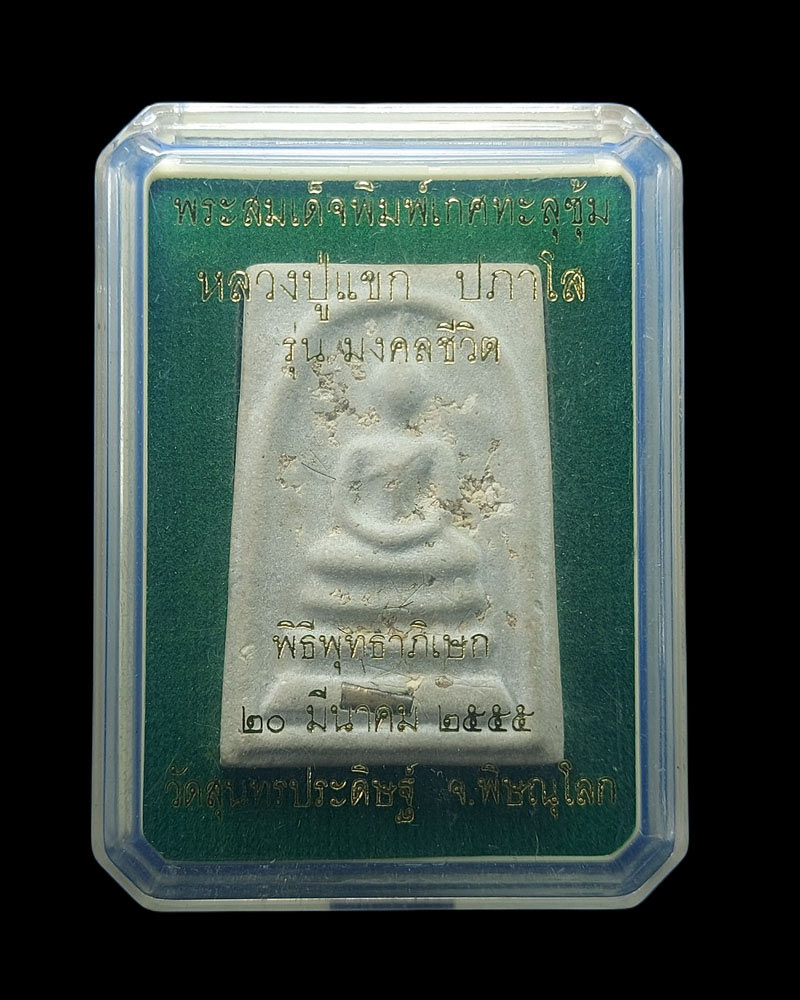 พระสมเด็จพิมพ์เกศทะลุซุ้ม
หลวงปู่แขก ปภาโส
รุ่น มงคลชีวิต
พิธีพุทธาภิเษก
๒๐ มีนาคม ๒๕๕๕
วัดสุนทรประดิษฐ์ จ.พิษณุโลก